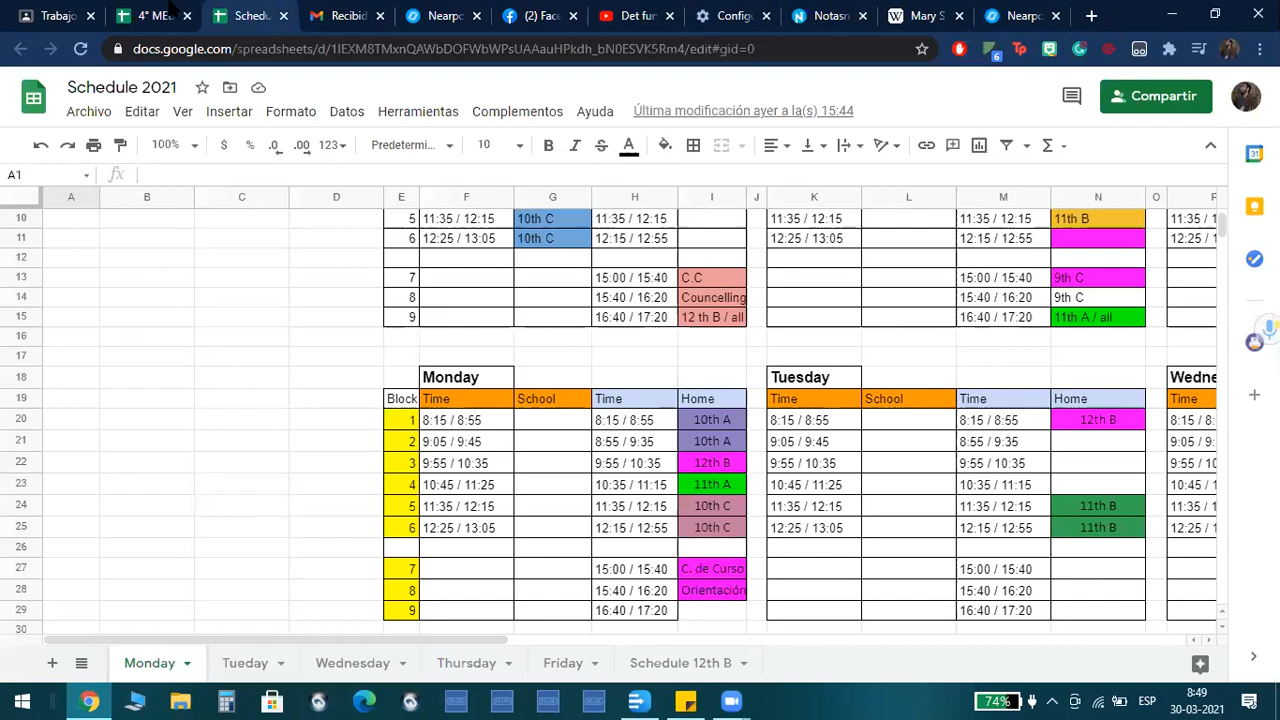 Trabajo
4° ME
Schedu
Recibid
Nearpo
(2) Fac
Det fur
Config
Notasn
Mary S
Nearpo
docs.google.com/spreadsheets/d/1IEXM8TMxnQAWbDOFWbWPsUAAauHPkdh_bN0ESVK5Rm4/edit#gid=0
Schedule 2021
Archivo Editar Ver Insertar Formato Datos Herramientas Complementos Ayuda Última modificación ayer a la(s) 15:44
Compartir
100% $ % .0 .00 123 Predetermi... 10
A1
A B C D E F G H I J K L M N O P
10 5 11:35 / 12:15 10th C 11:35 / 12:15 11:35 / 12:15 11:35 / 12:15 11th B 11:35 / 1
11 6 12:25 / 13:05 10th C 12:15 / 12:55 12:25 / 13:05 12:15 / 12:55 12:25 / 1
12
13 7 15:00 / 15:40 C.C 15:00 / 15:40 9th C
14 8 15:40 / 16:20 Councelling 15:40 / 16:20 9th C
15 9 16:40 / 17:20 12 th B / all 16:40 / 17:20 11th A / all
16
17
18 Monday Tuesday Wedne
19 Block Time School Time Home Time School Time Home Time
20 1 8:15 / 8:55 8:15 / 8:55 10th A 8:15 / 8:55 8:15 / 8:55 12th B 8:15 / 8:
21 2 9:05 / 9:45 8:55 / 9:35 10th A 9:05 / 9:45 8:55 / 9:35 9:05 / 9:
22 3 9:55 / 10:35 9:55 / 10:35 12th B 9:55 / 10:35 9:55 / 10:35 9:55 / 10
23 4 10:45 / 11:25 10:35 / 11:15 11th A 10:45 / 11:25 10:35 / 11:15 10:45 / 1
24 5 11:35 / 12:15 11:35 / 12:15 10th C 11:35 / 12:15 11:35 / 12:15 11th B 11:35 / 1
25 6 12:25 / 13:05 12:15 / 12:55 10th C 12:25 / 13:05 12:15 / 12:55 11th B 12:25 / 1
26
27 7 15:00 / 15:40 C. de Curso 15:00 / 15:40
28 8 15:40 / 16:20 Orientación 15:40 / 16:20
29 9 16:40 / 17:20 16:40 / 17:20
30
Monday Tueday Wednesday Thursday Friday Schedule 12th B
74% ESP 8:49
30-03-2021